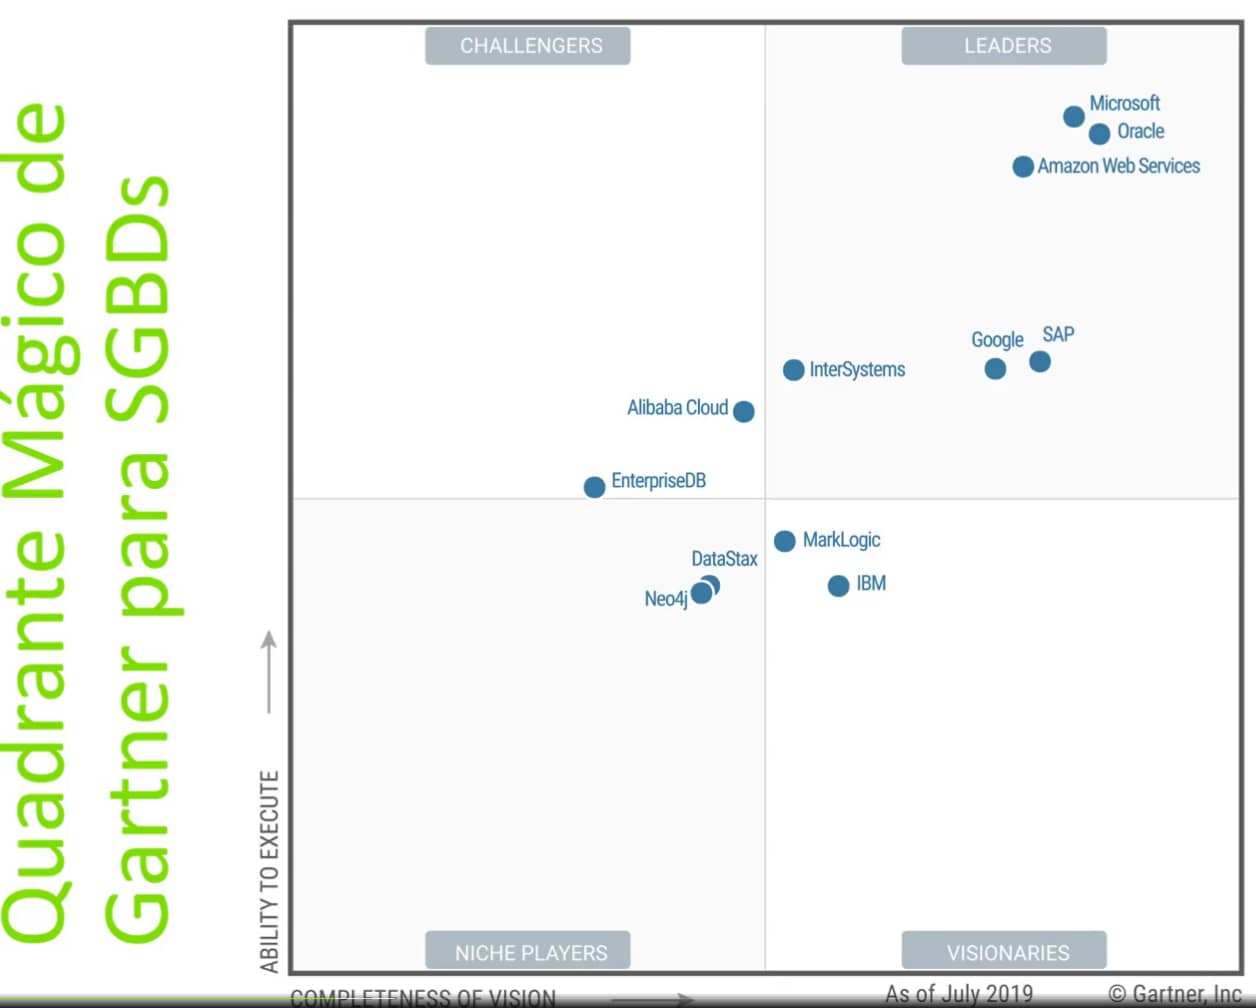 Quadrante Mágico de
Gartner para SGBDs
CHALLENGERS
LEADERS
Microsoft
Oracle
Amazon Web Services
Google
SAP
InterSystems
Alibaba Cloud
EnterpriseDB
MarkLogic
DataStax
IBM
Neo4j
ABILITY TO EXECUTE
NICHE PLAYERS
VISIONARIES
COMPLETENESS OF VISION
As of July 2019
© Gartner, Inc